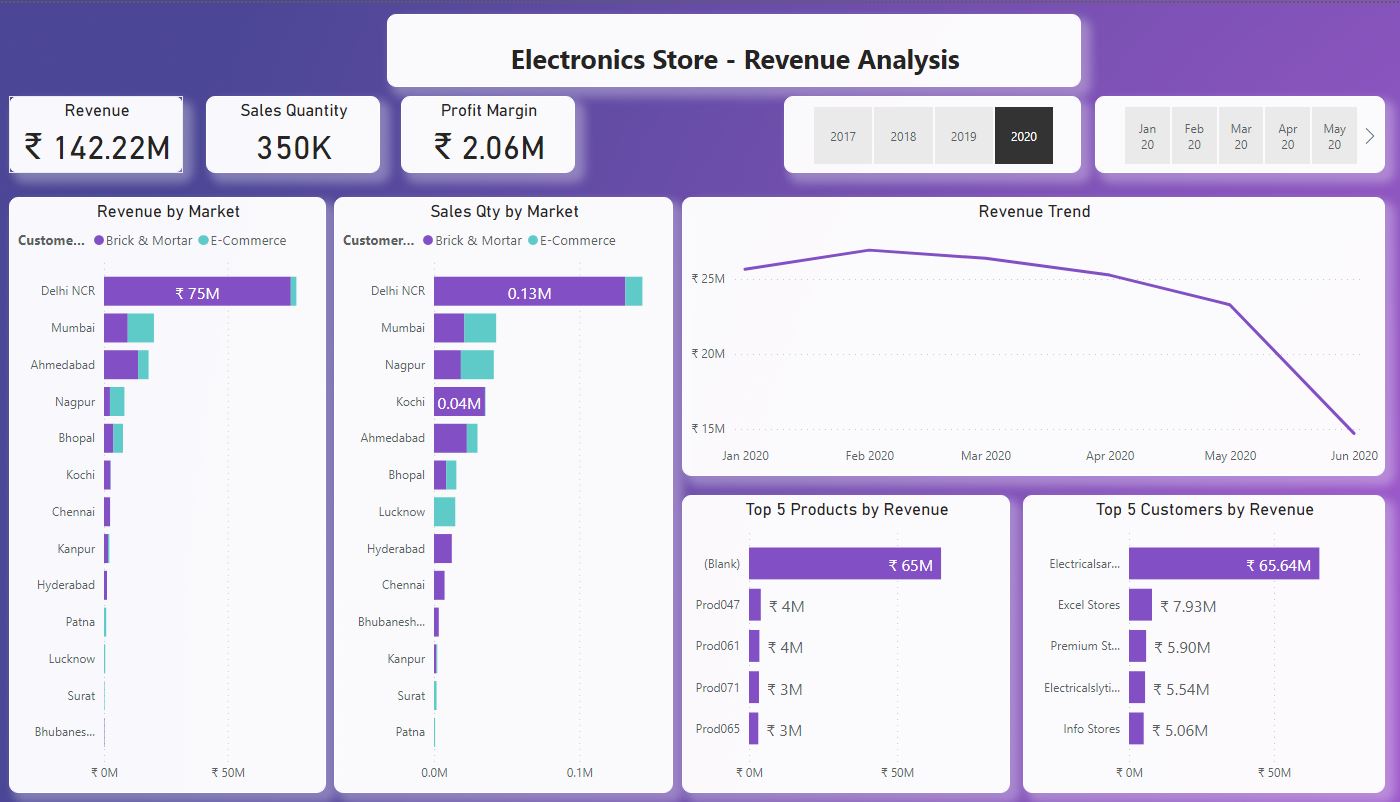 Electronics Store - Revenue Analysis
Revenue
₹ 142.22M
Sales Quantity
350K
Profit Margin
₹ 2.06M
2017
2018
2019
2020
Jan
20
Feb
20
Mar
20
Apr
20
May
20
Revenue by Market
Custome... Brick & Mortar E-Commerce
Delhi NCR
₹ 75M
Mumbai
Ahmedabad
Nagpur
Bhopal
Kochi
Chennai
Kanpur
Hyderabad
Patna
Lucknow
Surat
Bhubanes...
₹ 0M
₹ 50M
Sales Qty by Market
Customer... Brick & Mortar E-Commerce
Delhi NCR
0.13M
Mumbai
Nagpur
Kochi
0.04M
Ahmedabad
Bhopal
Lucknow
Hyderabad
Chennai
Bhubanesh...
Kanpur
Surat
Patna
0.0M
0.1M
Revenue Trend
₹ 25M
₹ 20M
₹ 15M
Jan 2020
Feb 2020
Mar 2020
Apr 2020
May 2020
Jun 2020
Top 5 Products by Revenue
(Blank)
₹ 65M
Prod047
₹ 4M
Prod061
₹ 4M
Prod071
₹ 3M
Prod065
₹ 3M
₹ 0M
₹ 50M
Top 5 Customers by Revenue
Electricalsar...
₹ 65.64M
Excel Stores
₹ 7.93M
Premium St...
₹ 5.90M
Electricalslyti...
₹ 5.54M
Info Stores
₹ 5.06M
₹ 0M
₹ 50M